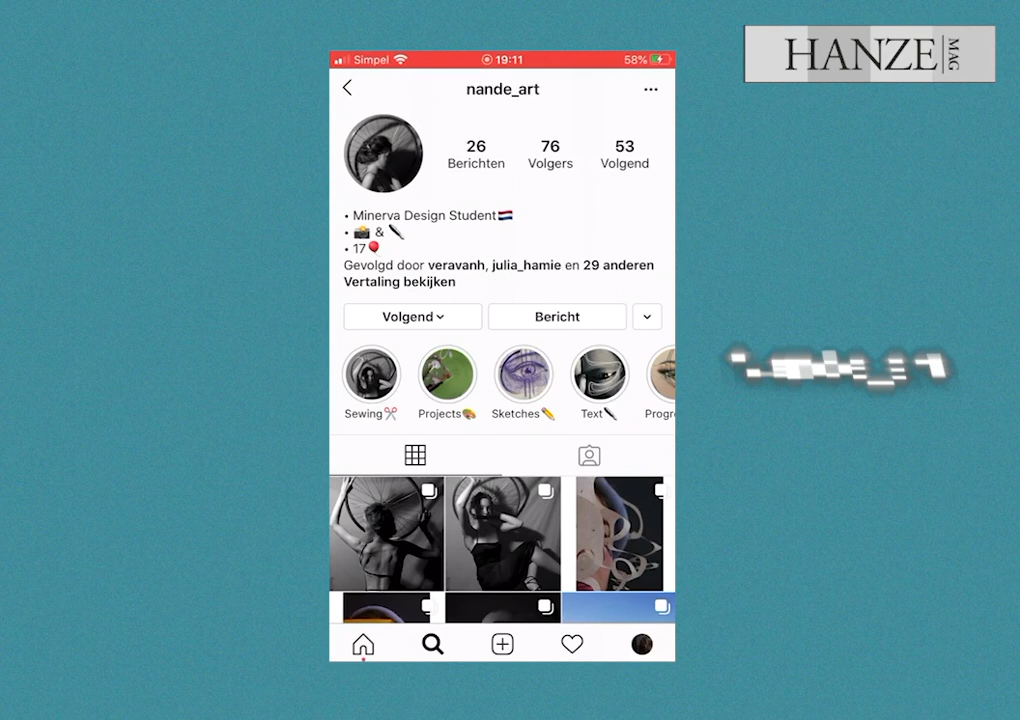 HANZE MAG
Simpel 19:11 58%
nande_art
26 76 53
Berichten Volgers Volgend
• Minerva Design Student🇳🇱
• 📸 & 🔪
• 17🎈
Gevolgd door veravanh, julia_hamie en 29 anderen
Vertaling bekijken
Volgend Bericht
Sewing✂️ Projects🎨 Sketches✏️ Text🔪 Progr